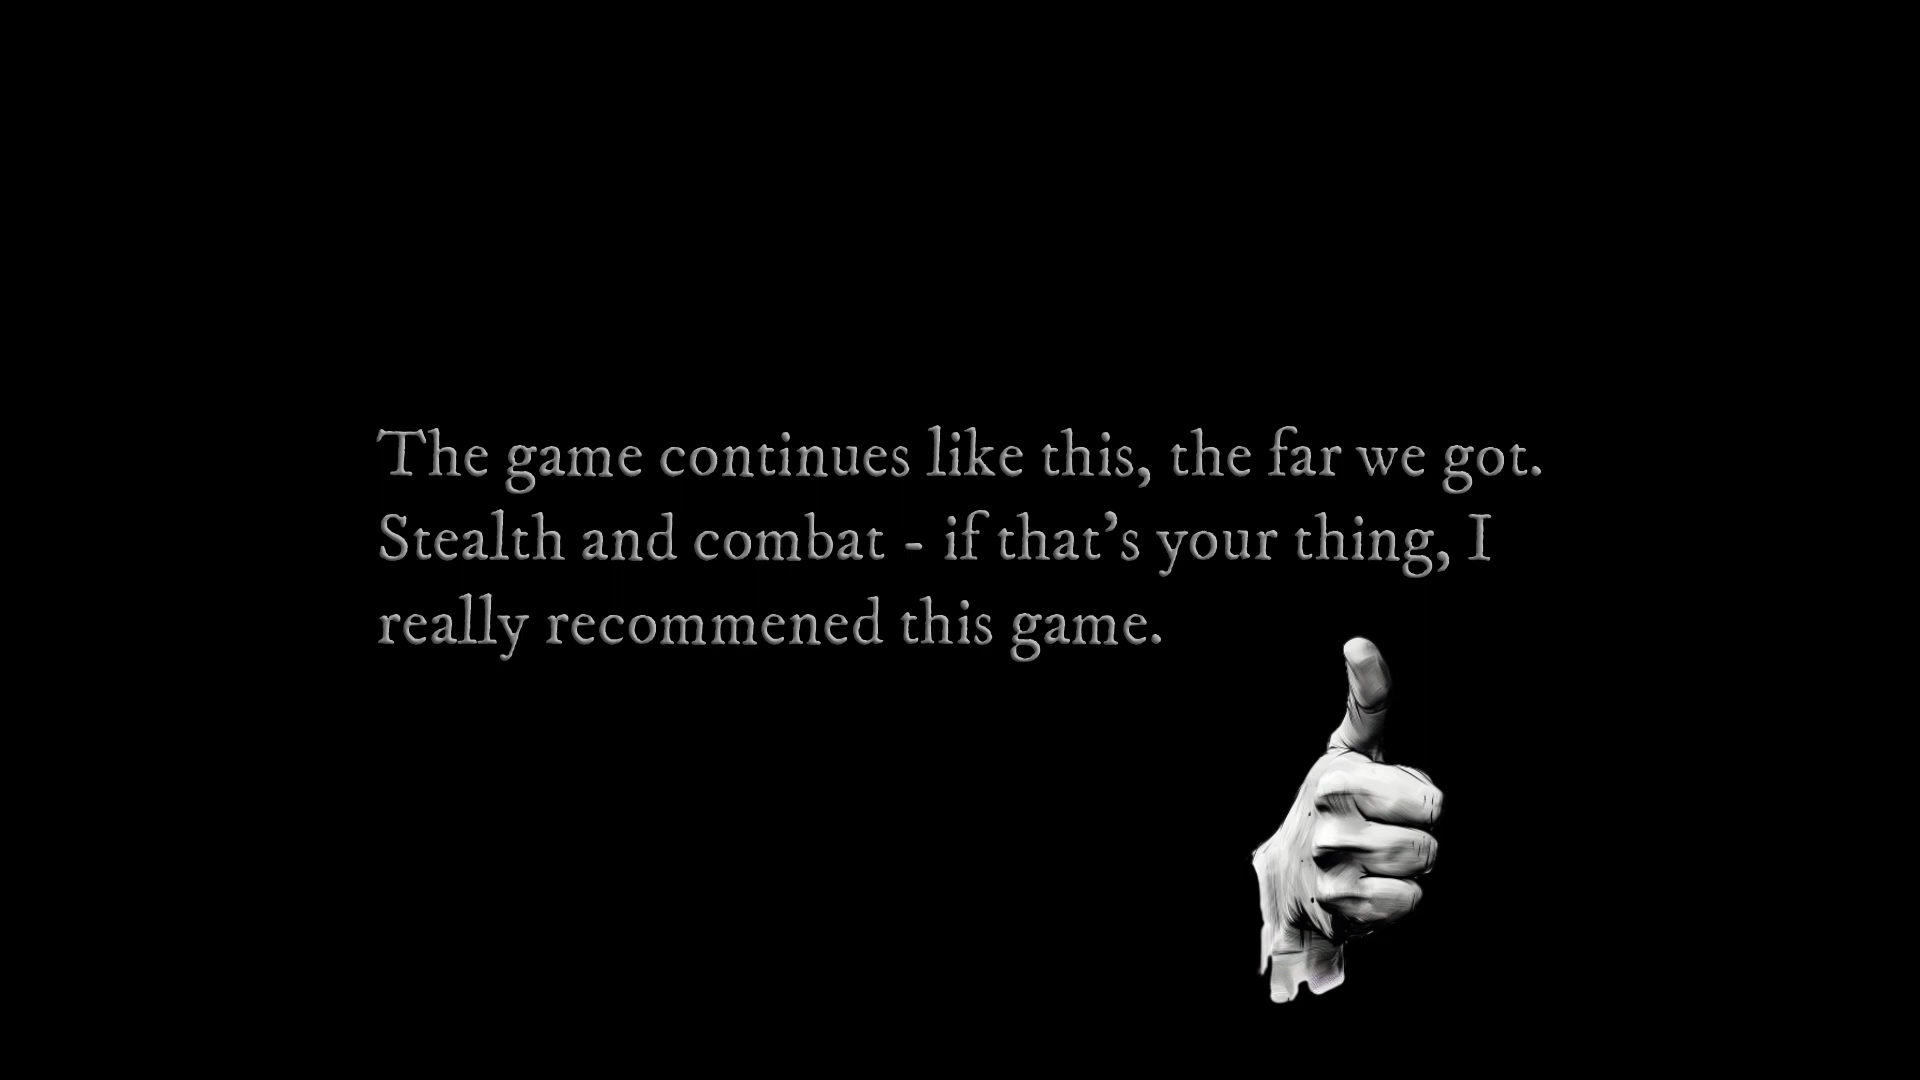 The game continues like this, the far we got.
Stealth and combat - if that’s your thing, I
really recommened this game.